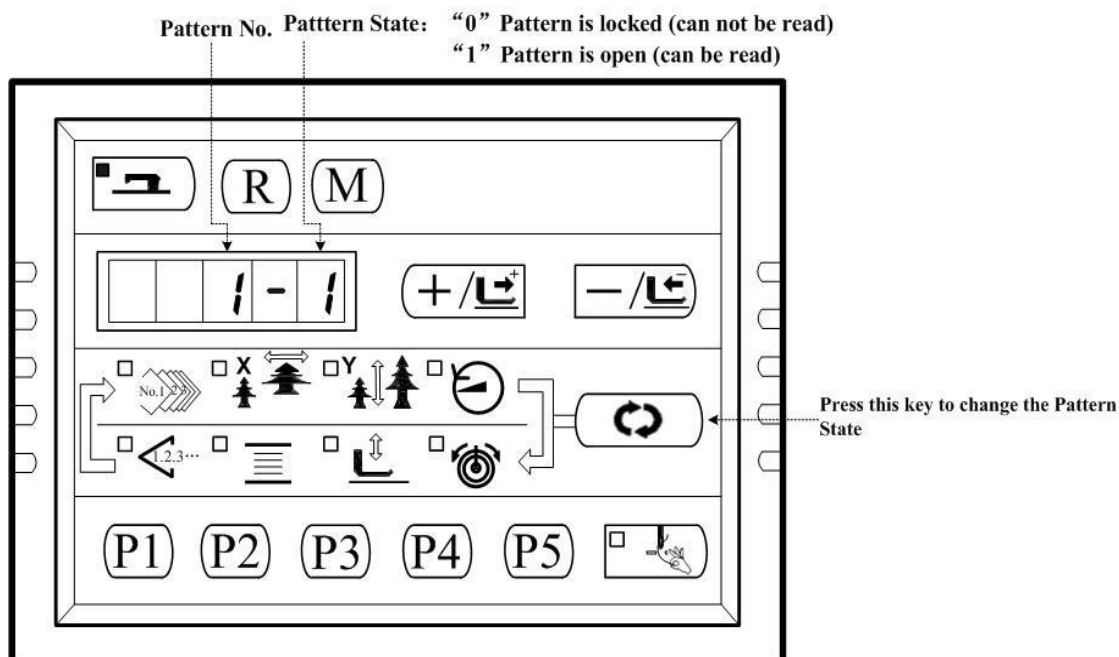 Pattern No. Patttern State: “0” Pattern is locked (can not be read)
“1” Pattern is open (can be read)
R M
1 - 1
+/ + −/ −
No.1 2 3 X Y
1.2.3···
Press this key to change the Pattern
State
P1 P2 P3 P4 P5